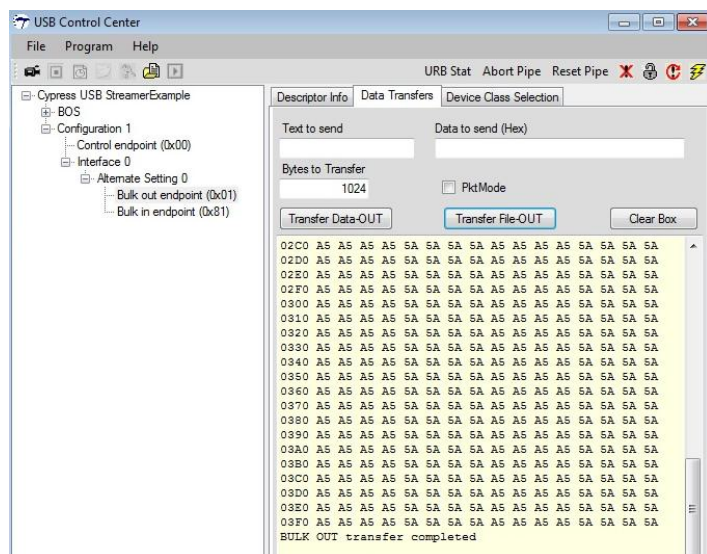 USB Control Center
File Program Help
URB Stat Abort Pipe Reset Pipe
Cypress USB StreamerExample
BOS
Configuration 1
Control endpoint (0x00)
Interface 0
Alternate Setting 0
Bulk out endpoint (0x01)
Bulk in endpoint (0x81)
Descriptor Info Data Transfers Device Class Selection
Text to send Data to send (Hex)
Bytes to Transfer
1024 PktMode
Transfer Data-OUT Transfer File-OUT Clear Box
02C0 A5 A5 A5 A5 5A 5A 5A 5A A5 A5 A5 A5 5A 5A 5A 5A
02D0 A5 A5 A5 A5 5A 5A 5A 5A A5 A5 A5 A5 5A 5A 5A 5A
02E0 A5 A5 A5 A5 5A 5A 5A 5A A5 A5 A5 A5 5A 5A 5A 5A
02F0 A5 A5 A5 A5 5A 5A 5A 5A A5 A5 A5 A5 5A 5A 5A 5A
0300 A5 A5 A5 A5 5A 5A 5A 5A A5 A5 A5 A5 5A 5A 5A 5A
0310 A5 A5 A5 A5 5A 5A 5A 5A A5 A5 A5 A5 5A 5A 5A 5A
0320 A5 A5 A5 A5 5A 5A 5A 5A A5 A5 A5 A5 5A 5A 5A 5A
0330 A5 A5 A5 A5 5A 5A 5A 5A A5 A5 A5 A5 5A 5A 5A 5A
0340 A5 A5 A5 A5 5A 5A 5A 5A A5 A5 A5 A5 5A 5A 5A 5A
0350 A5 A5 A5 A5 5A 5A 5A 5A A5 A5 A5 A5 5A 5A 5A 5A
0360 A5 A5 A5 A5 5A 5A 5A 5A A5 A5 A5 A5 5A 5A 5A 5A
0370 A5 A5 A5 A5 5A 5A 5A 5A A5 A5 A5 A5 5A 5A 5A 5A
0380 A5 A5 A5 A5 5A 5A 5A 5A A5 A5 A5 A5 5A 5A 5A 5A
0390 A5 A5 A5 A5 5A 5A 5A 5A A5 A5 A5 A5 5A 5A 5A 5A
03A0 A5 A5 A5 A5 5A 5A 5A 5A A5 A5 A5 A5 5A 5A 5A 5A
03B0 A5 A5 A5 A5 5A 5A 5A 5A A5 A5 A5 A5 5A 5A 5A 5A
03C0 A5 A5 A5 A5 5A 5A 5A 5A A5 A5 A5 A5 5A 5A 5A 5A
03D0 A5 A5 A5 A5 5A 5A 5A 5A A5 A5 A5 A5 5A 5A 5A 5A
03E0 A5 A5 A5 A5 5A 5A 5A 5A A5 A5 A5 A5 5A 5A 5A 5A
03F0 A5 A5 A5 A5 5A 5A 5A 5A A5 A5 A5 A5 5A 5A 5A 5A
BULK OUT transfer completed